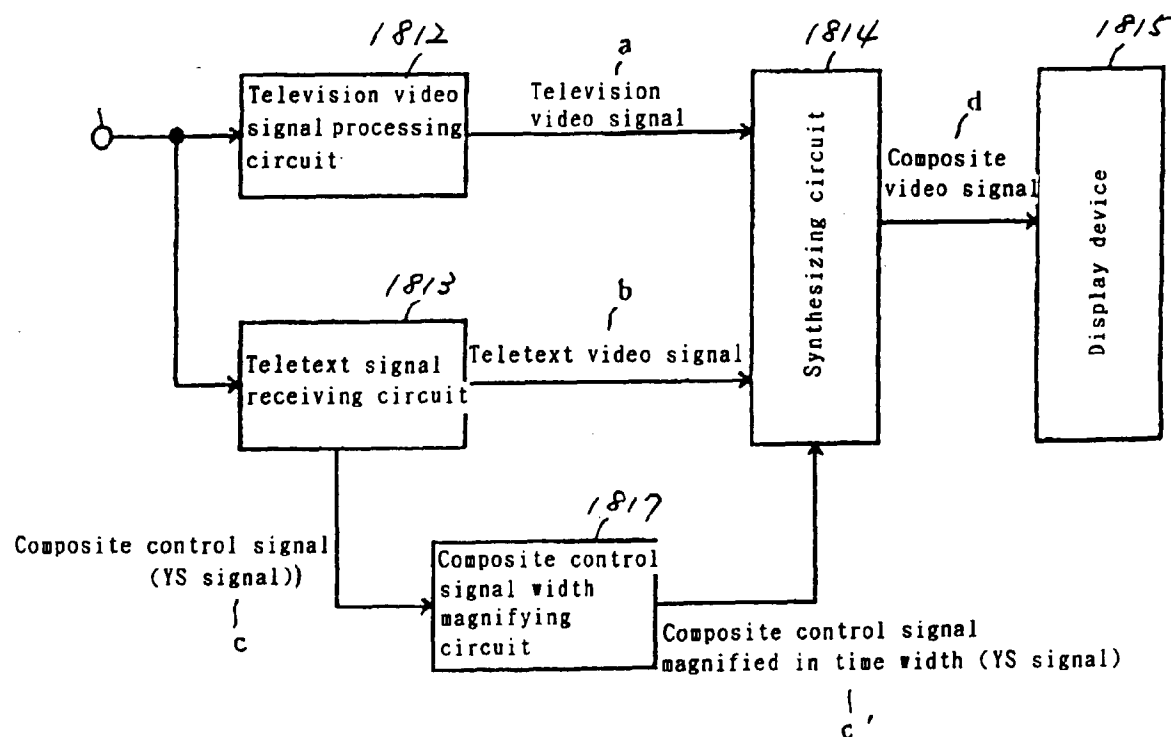 1812
Television video
signal processing
circuit
a
Television
video signal
1814
Synthesizing circuit
d
Composite
video signal
1815
Display device
1813
Teletext signal
receiving circuit
b
Teletext video signal
Composite control signal
(YS signal))
c
1817
Composite control
signal width
magnifying
circuit
Composite control signal
magnified in time width (YS signal)
c'